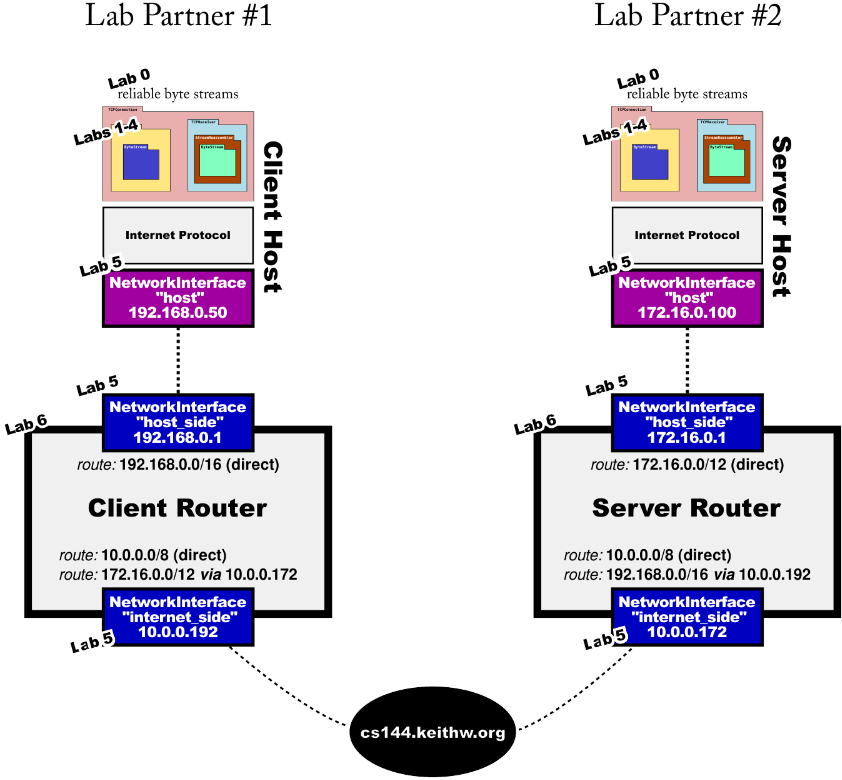 Lab Partner #1
Lab 0
reliable byte streams
TCPConnection
Labs 1-4
TCPReceiver
StreamReassembler
ByteStream
ByteStream
Client Host
Internet Protocol
Lab 5
NetworkInterface
"host"
192.168.0.50
Lab 5
NetworkInterface
"host_side"
192.168.0.1
Lab 6
route: 192.168.0.0/16 (direct)
Client Router
route: 10.0.0.0/8 (direct)
route: 172.16.0.0/12 via 10.0.0.172
NetworkInterface
"internet_side"
10.0.0.192
Lab 5
Lab Partner #2
Lab 0
reliable byte streams
TCPConnection
Labs 1-4
TCPReceiver
StreamReassembler
ByteStream
ByteStream
Server Host
Internet Protocol
Lab 5
NetworkInterface
"host"
172.16.0.100
Lab 5
NetworkInterface
"host_side"
172.16.0.1
Lab 6
route: 172.16.0.0/12 (direct)
Server Router
route: 10.0.0.0/8 (direct)
route: 192.168.0.0/16 via 10.0.0.192
NetworkInterface
"internet_side"
10.0.0.172
Lab 5
cs144.keithw.org